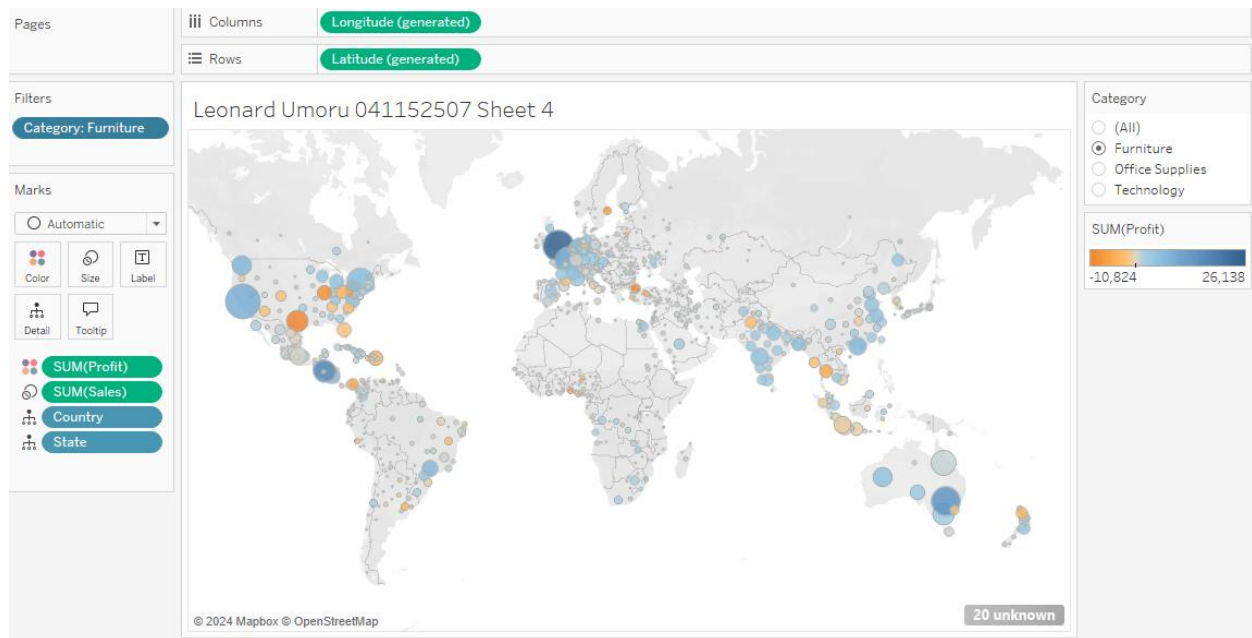 Pages
Columns
Longitude (generated)
Rows
Latitude (generated)
Filters
Category: Furniture
Marks
Automatic
Color
Size
Label
Detail
Tooltip
SUM(Profit)
SUM(Sales)
Country
State
Leonard Umoru 041152507 Sheet 4
© 2024 Mapbox © OpenStreetMap
20 unknown
Category
(All)
Furniture
Office Supplies
Technology
SUM(Profit)
-10,824 26,138